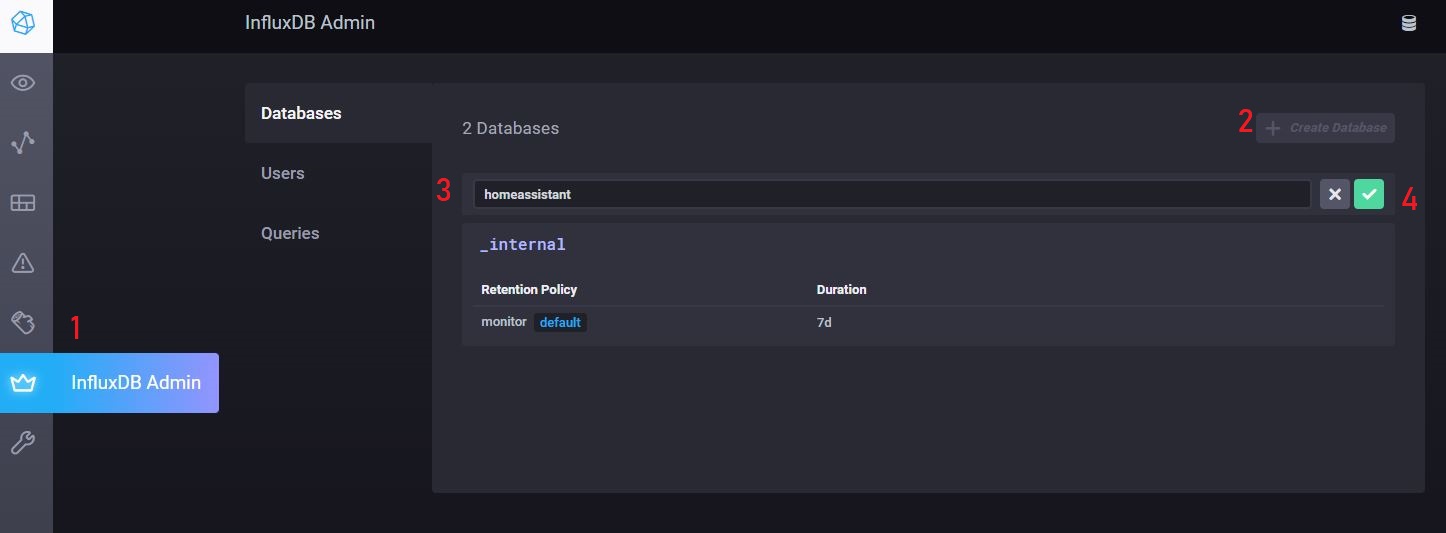 InfluxDB Admin
Databases
2 Databases
2
Create Database
Users
3
homeassistant
4
Queries
_internal
Retention Policy Duration
monitor default 7d
1
InfluxDB Admin